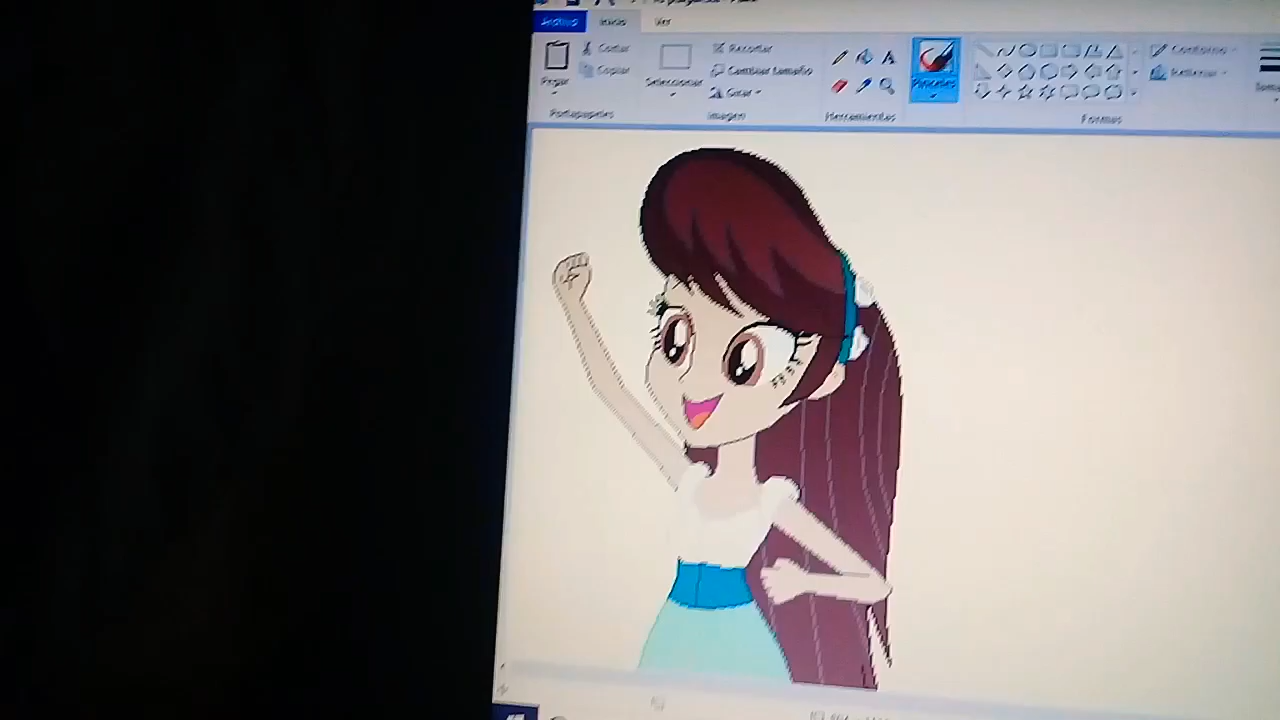 Archivo Inicio Ver
Pegar
Cortar
Copiar
Portapapeles
Seleccionar
Recortar
Cambiar tamaño
Girar
Imagen
A
Herramientas
Pinceles
Formas
Contorno
Rellenar